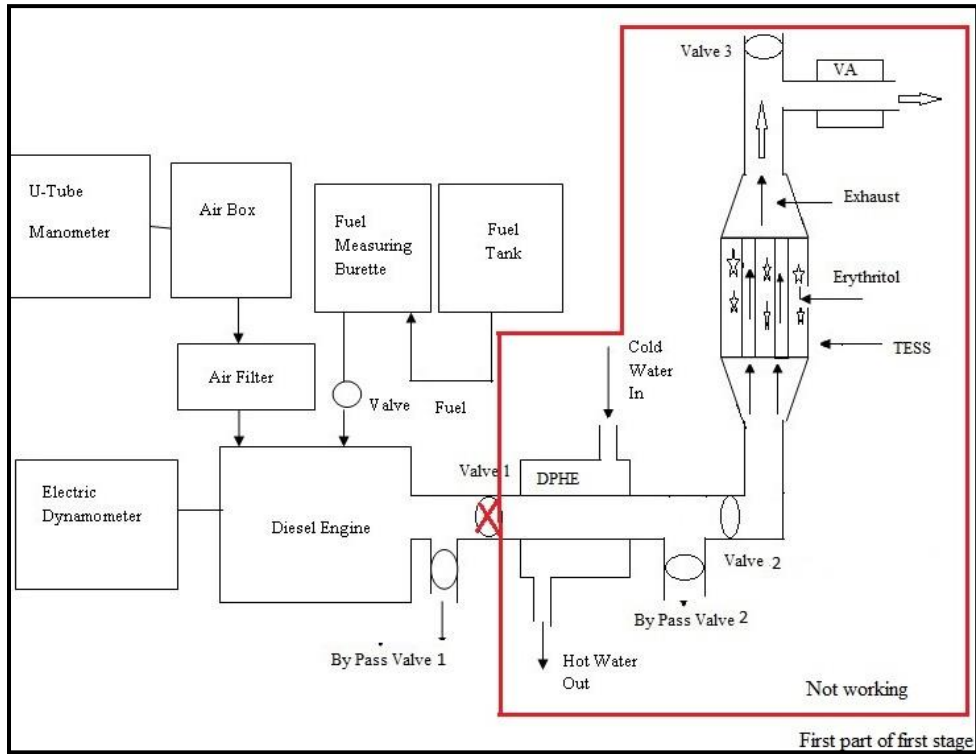 Valve 3
VA
U-Tube
Manometer
Air Box
Fuel
Measuring
Burette
Fuel
Tank
Exhaust
Erythritol
TESS
Air Filter
Valve
Fuel
Cold
Water
In
Electric
Dynamometer
Diesel Engine
Valve 1
DPHE
Valve 2
By Pass Valve 1
By Pass Valve 2
Hot Water
Out
Not working
First part of first stage